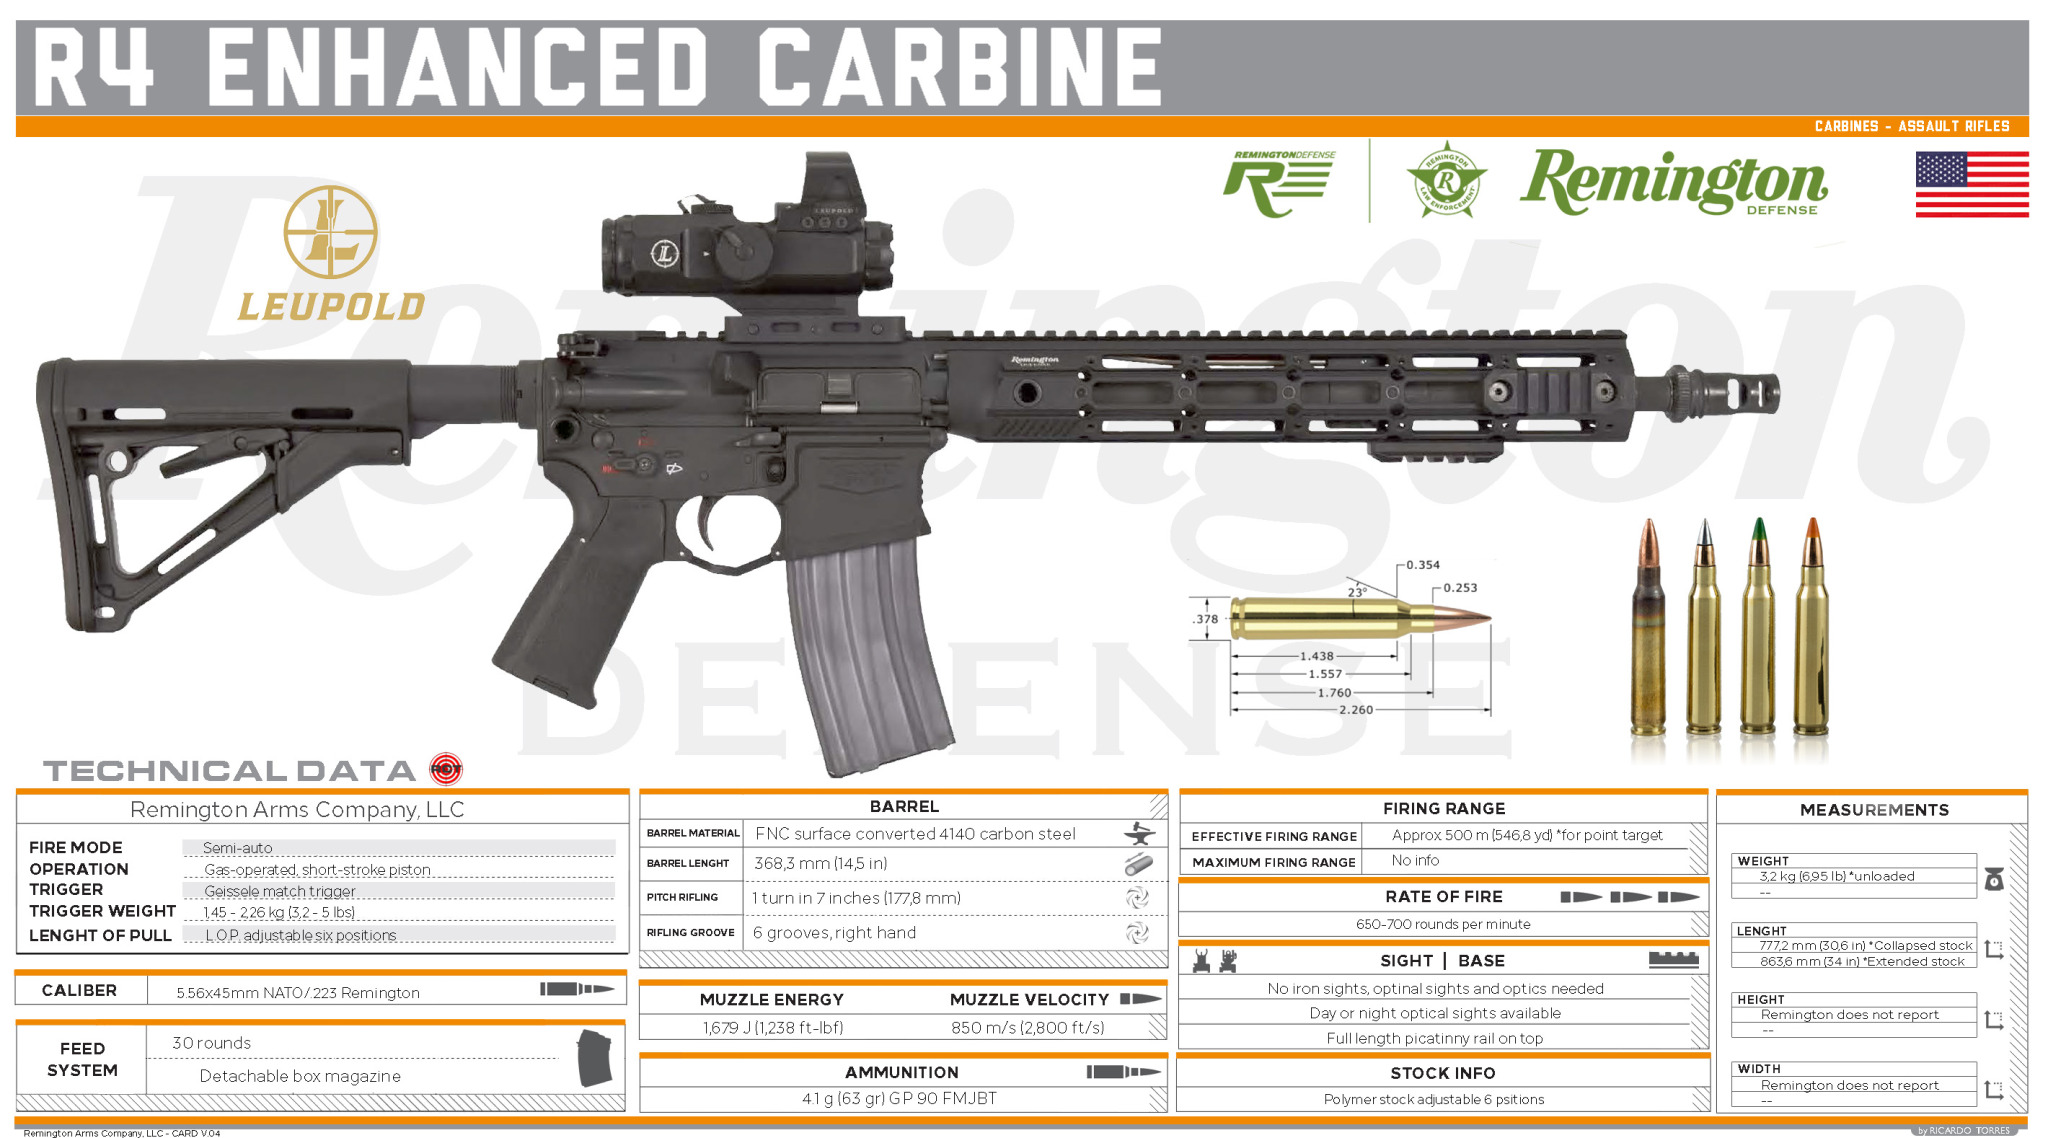 R4 ENHANCED CARBINE
CARBINES - ASSAULT RIFLES
REMINGTONDEFENSE
REMINGTON
R
LAW ENFORCEMENT
Remington
DEFENSE
LEUPOLD
LEUPOLD
Remington
Remington
DEFENSE
0.354
23°
0.253
.378
1.438
1.557
1.760
2.260
TECHNICAL DATA
Remington Arms Company, LLC
FIRE MODE Semi-auto
OPERATION Gas-operated, short-stroke piston
TRIGGER Geissele match trigger
TRIGGER WEIGHT 1,45 - 2,26 kg (3,2 - 5 lbs)
LENGHT OF PULL L.O.P. adjustable six positions
CALIBER 5.56x45mm NATO/.223 Remington
FEED SYSTEM
30 rounds
Detachable box magazine
BARREL
BARREL MATERIAL FNC surface converted 4140 carbon steel
BARREL LENGHT 368,3 mm (14,5 in)
PITCH RIFLING 1 turn in 7 inches (177,8 mm)
RIFLING GROOVE 6 grooves, right hand
MUZZLE ENERGY MUZZLE VELOCITY
1,679 J (1,238 ft-lbf) 850 m/s (2,800 ft/s)
AMMUNITION
4.1 g (63 gr) GP 90 FMJBT
FIRING RANGE
EFFECTIVE FIRING RANGE Approx 500 m (546,8 yd) *for point target
MAXIMUM FIRING RANGE No info
RATE OF FIRE
650-700 rounds per minute
SIGHT | BASE
No iron sights, optinal sights and optics needed
Day or night optical sights available
Full length picatinny rail on top
STOCK INFO
Polymer stock adjustable 6 psitions
MEASUREMENTS
WEIGHT
3,2 kg (6,95 lb) *unloaded
--
LENGHT
777,2 mm (30,6 in) *Collapsed stock
863,6 mm (34 in) *Extended stock
HEIGHT
Remington does not report
--
WIDTH
Remington does not report
--
Remington Arms Company, LLC - CARD V.04
by RICARDO TORRES